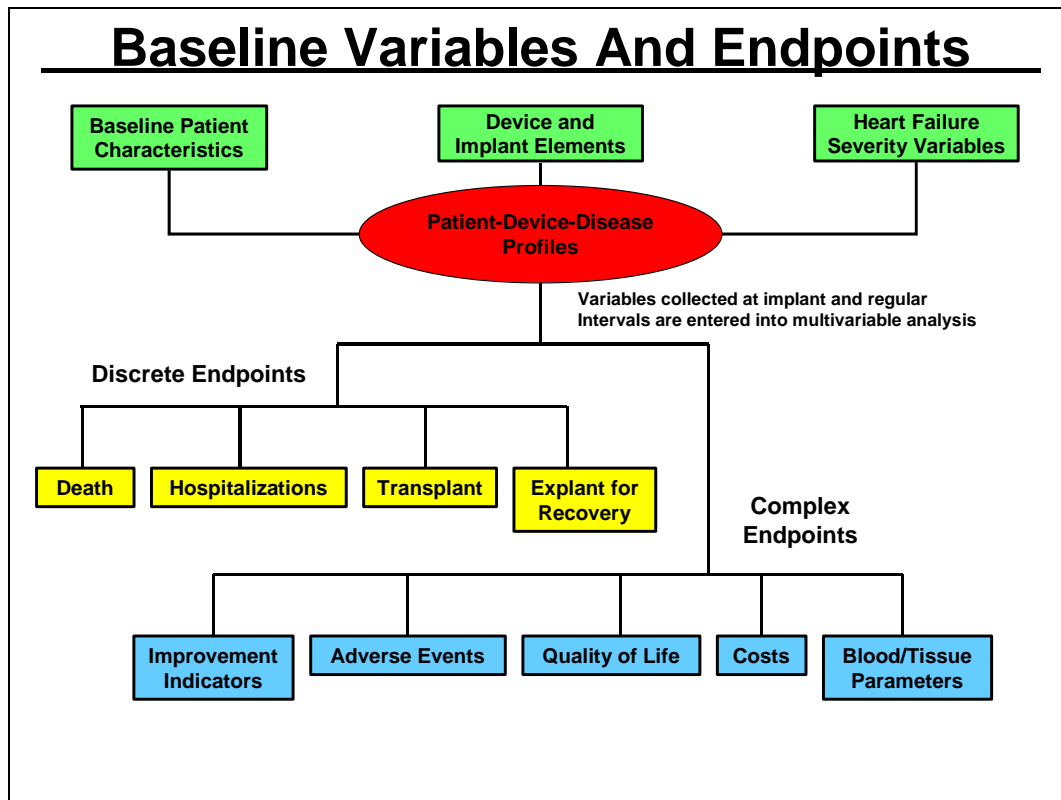 Baseline Variables And Endpoints
Baseline Patient
Characteristics
Device and
Implant Elements
Heart Failure
Severity Variables
Patient-Device-Disease
Profiles
Variables collected at implant and regular
Intervals are entered into multivariable analysis
Discrete Endpoints
Death
Hospitalizations
Transplant
Explant for
Recovery
Complex
Endpoints
Improvement
Indicators
Adverse Events
Quality of Life
Costs
Blood/Tissue
Parameters